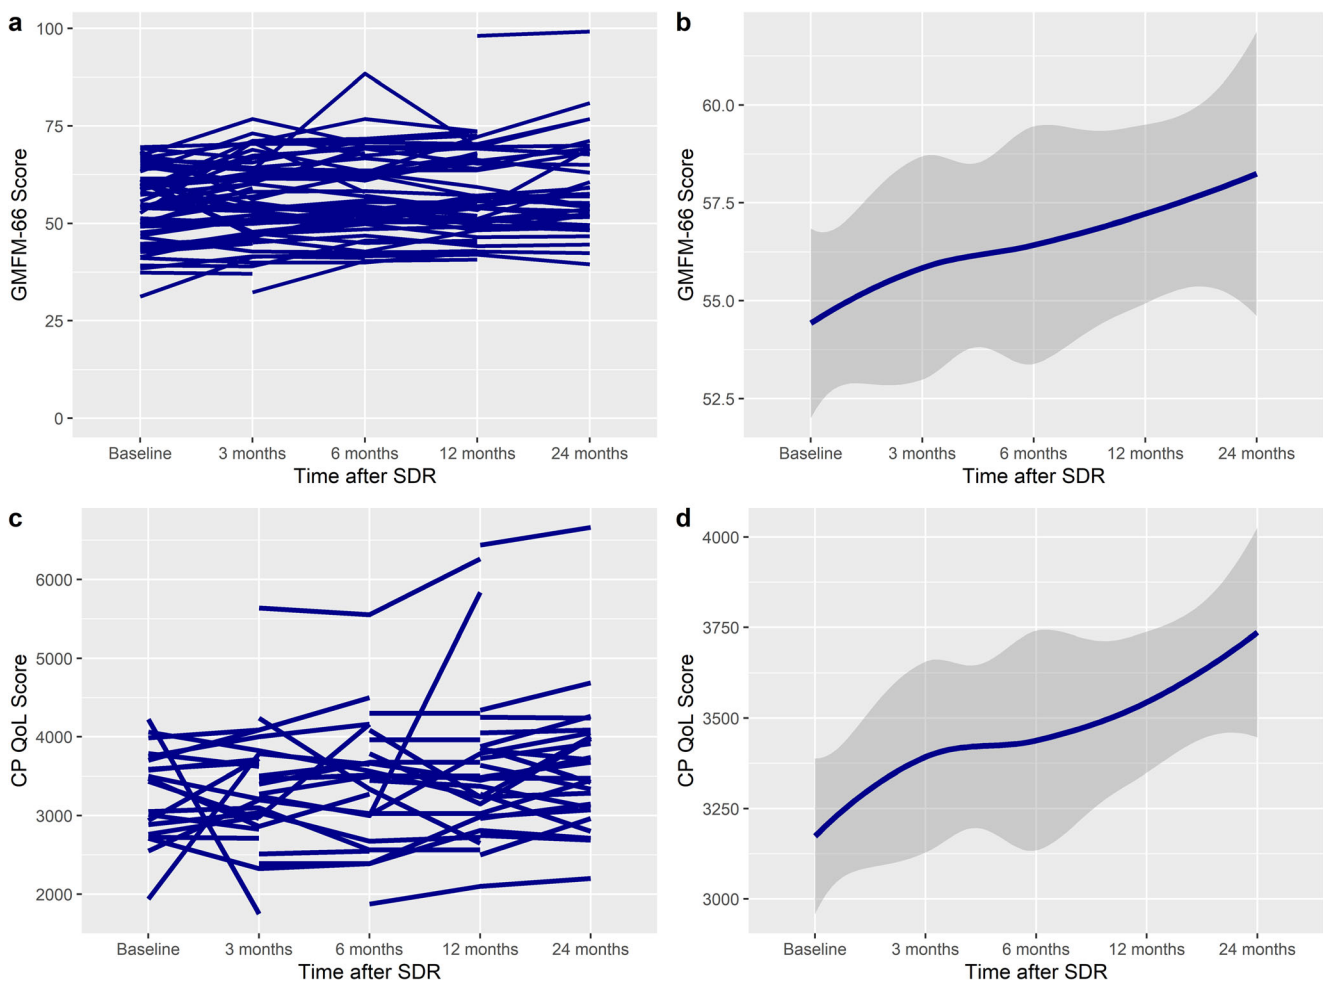 a
GMFM-66 Score
100
75
50
25
0
Baseline 3 months 6 months 12 months 24 months
Time after SDR
b
GMFM-66 Score
60.0
57.5
55.0
52.5
Baseline 3 months 6 months 12 months 24 months
Time after SDR
c
CP QoL Score
6000
5000
4000
3000
2000
Baseline 3 months 6 months 12 months 24 months
Time after SDR
d
CP QoL Score
4000
3750
3500
3250
3000
Baseline 3 months 6 months 12 months 24 months
Time after SDR